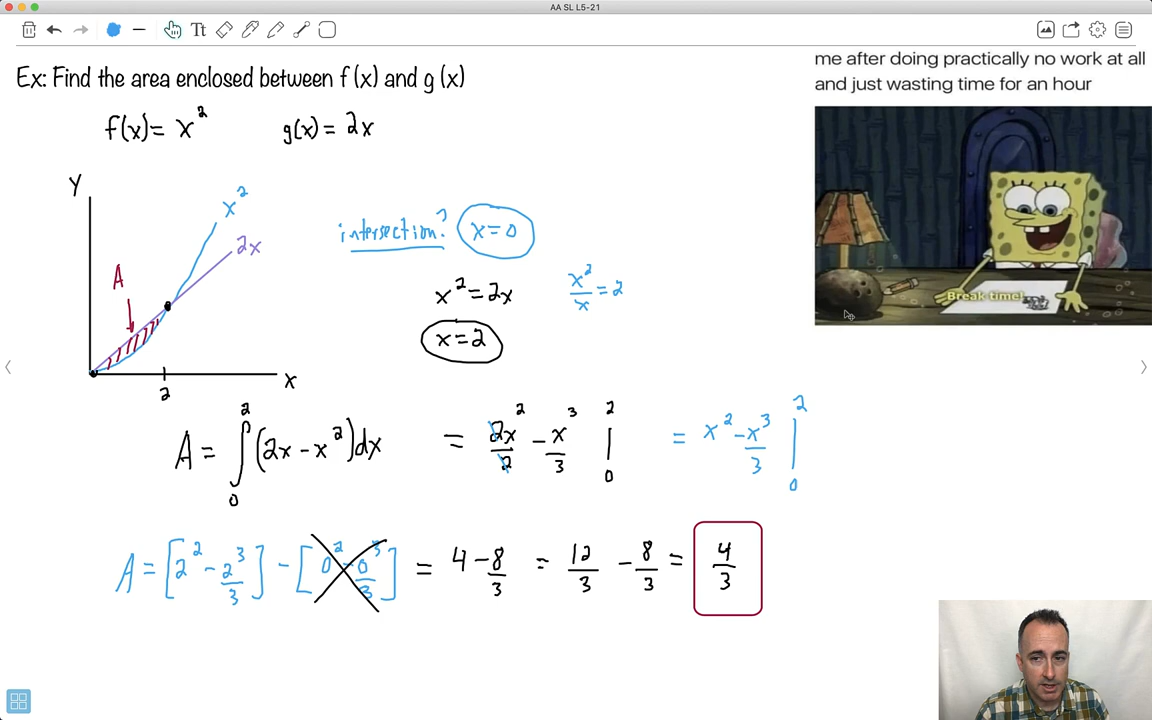 AA SL L5-21
Tt
me after doing practically no work at all
and just wasting time for an hour
Break time!
Ex: Find the area enclosed between f(x) and g(x)
f(x)= x² g(x)= 2x
Y
x²
2x
A
2
x
intersection? x=0
x²=2x x²/x=2
x=2
A = ∫₀² (2x-x²)dx = 2x²/2 - x³/3 |₀² = x² - x³/3 |₀²
A = [2² - 2³/3] - [0² - 0³/3] = 4 - 8/3 = 12/3 - 8/3 = 4/3